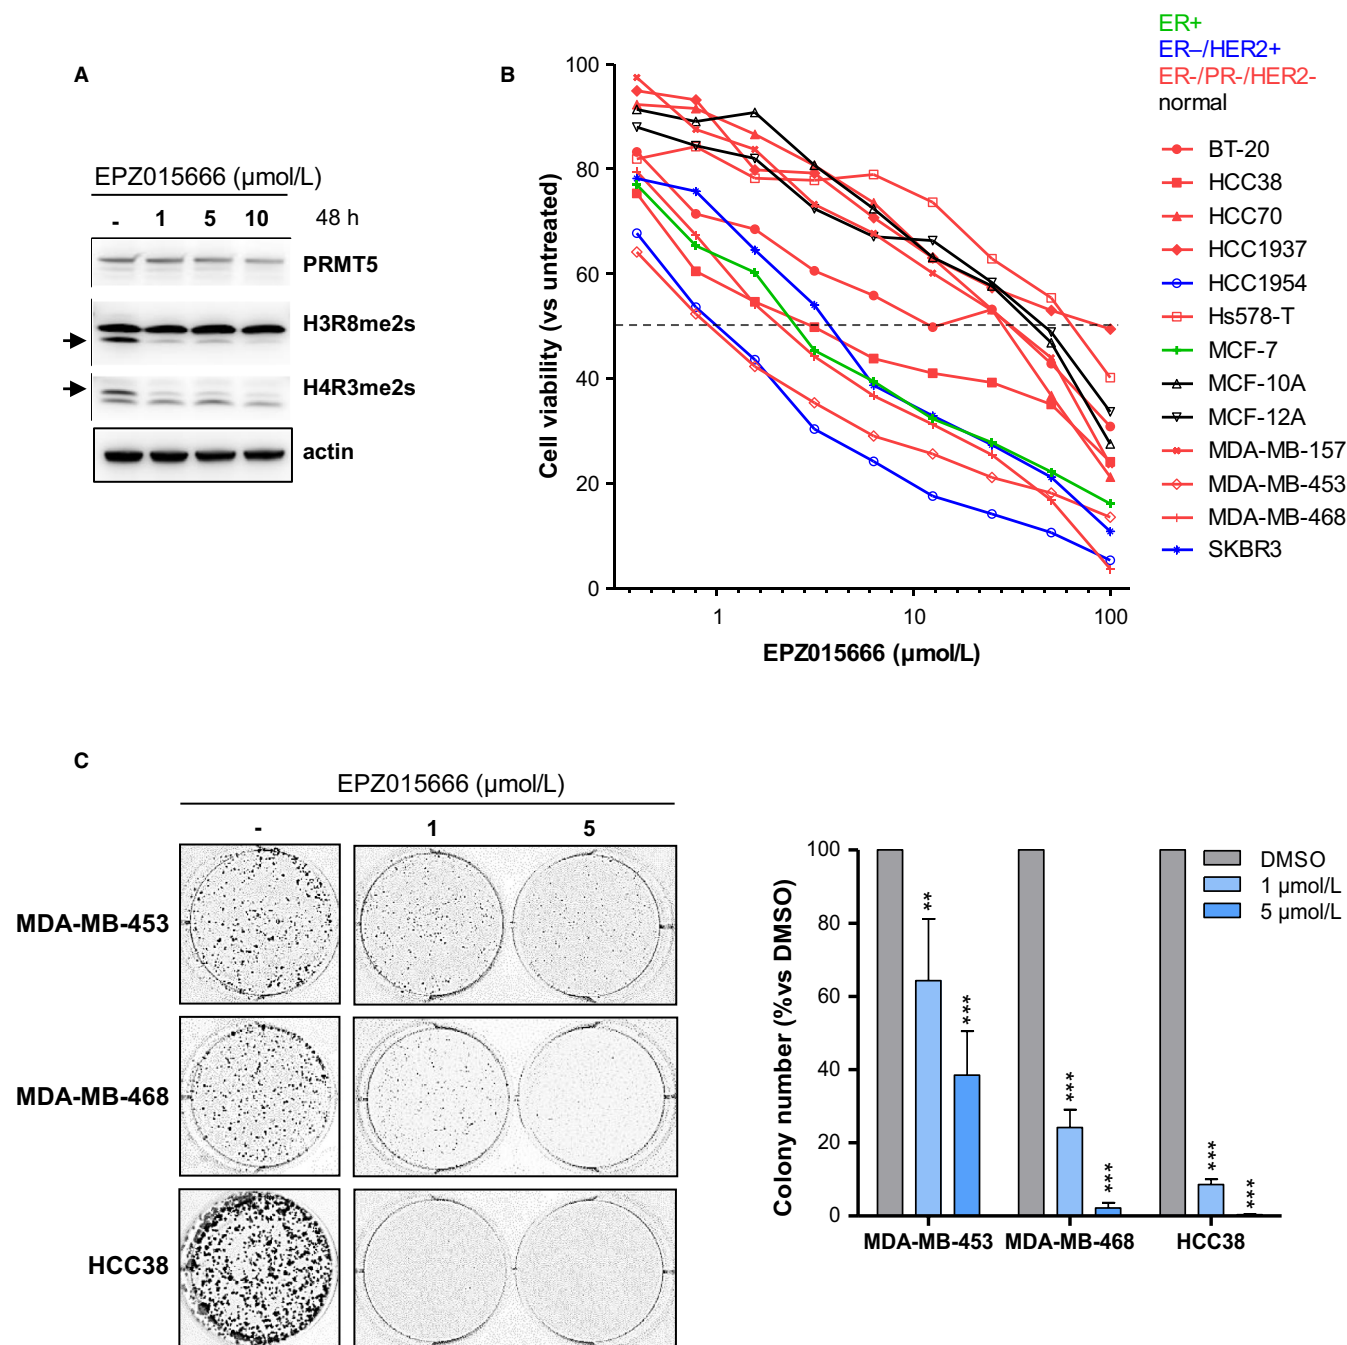 A
EPZ015666 (µmol/L)
- 1 5 10 48 h
PRMT5
H3R8me2s
H4R3me2s
actin
B
ER+
ER–/HER2+
ER-/PR-/HER2-
normal
Cell viability (vs untreated)
100
80
60
40
20
0
1 10 100
EPZ015666 (µmol/L)
BT-20
HCC38
HCC70
HCC1937
HCC1954
Hs578-T
MCF-7
MCF-10A
MCF-12A
MDA-MB-157
MDA-MB-453
MDA-MB-468
SKBR3
C
EPZ015666 (µmol/L)
- 1 5
MDA-MB-453
MDA-MB-468
HCC38
Colony number (%vs DMSO)
100
80
60
40
20
0
** *** *** *** *** ***
MDA-MB-453 MDA-MB-468 HCC38
DMSO
1 µmol/L
5 µmol/L